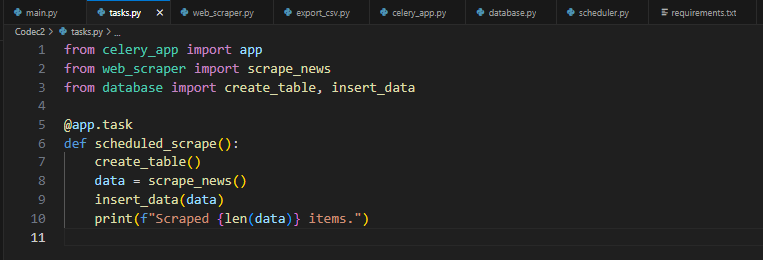 main.py tasks.py web_scraper.py export_csv.py celery_app.py database.py scheduler.py requirements.txt
Codec2 > tasks.py > ...
1 from celery_app import app
2 from web_scraper import scrape_news
3 from database import create_table, insert_data
4
5 @app.task
6 def scheduled_scrape():
7     create_table()
8     data = scrape_news()
9     insert_data(data)
10     print(f"Scraped {len(data)} items.")
11